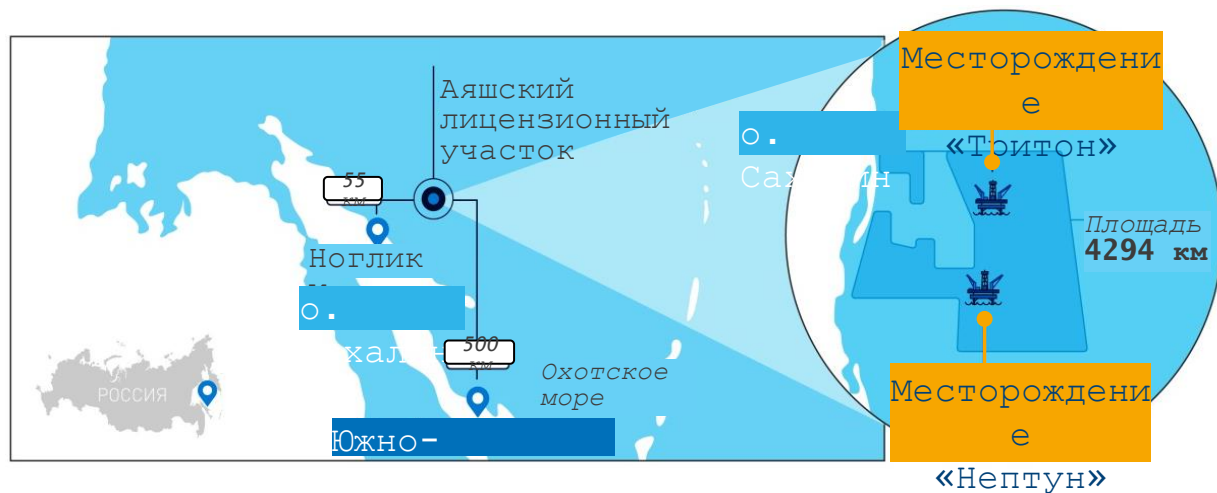 Аяшский
лицензионный
участок
55
км
Ноглик
о.
500
км
Охотское
море
Южно-
РОССИЯ
Месторождени
е
«Тритон»
о.
Площадь
4294 км
Месторождени
е
«Нептун»